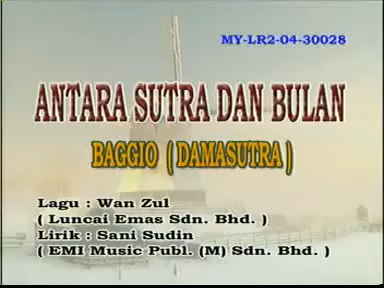 MY-LR2-04-30028
ANTARA SUTRA DAN BULAN
BAGGIO ( DAMASUTRA )
Lagu : Wan Zul
( Luncai Emas Sdn. Bhd. )
Lirik : Sani Sudin
( EMI Music Publ. (M) Sdn. Bhd. )